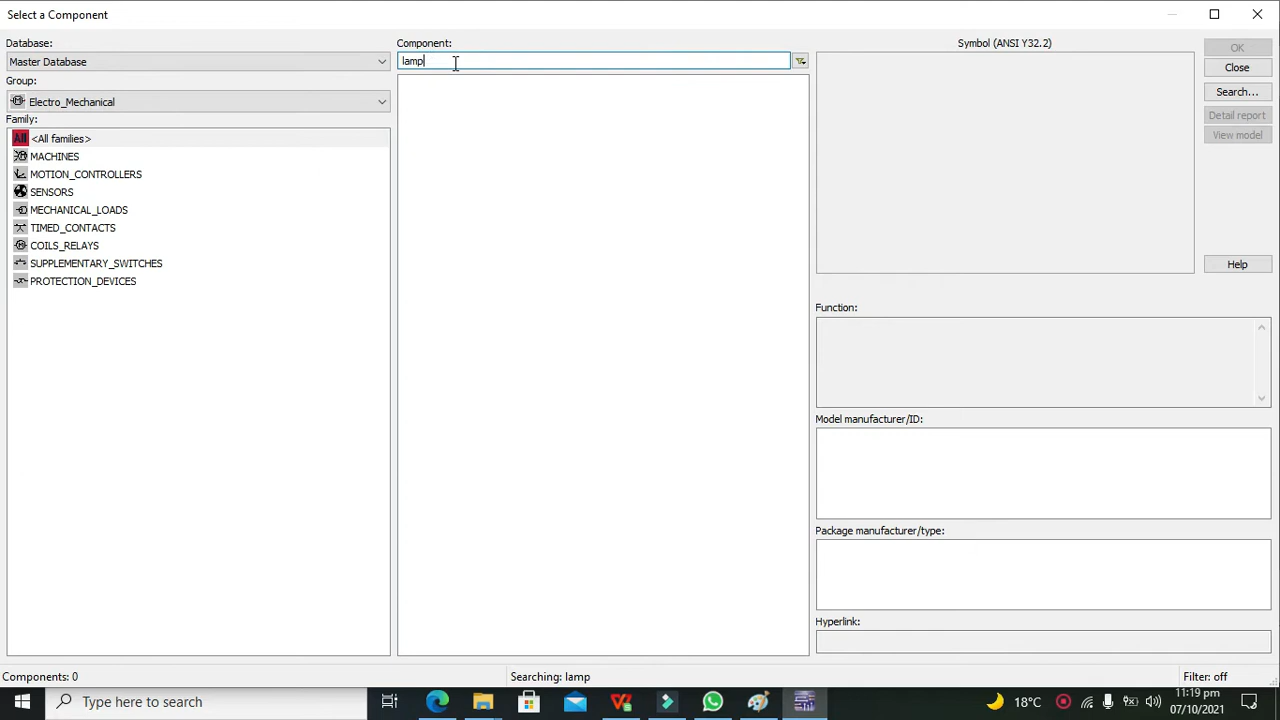 Select a Component
Database:
Master Database
Group:
Electro_Mechanical
Family:
All <All families>
MACHINES
MOTION_CONTROLLERS
SENSORS
MECHANICAL_LOADS
TIMED_CONTACTS
COILS_RELAYS
SUPPLEMENTARY_SWITCHES
PROTECTION_DEVICES
Component:
lamp
Symbol (ANSI Y32.2)
OK
Close
Search...
Detail report
View model
Help
Function:
Model manufacturer/ID:
Package manufacturer/type:
Hyperlink:
Components: 0
Searching: lamp
Filter: off
Type here to search
18°C
11:19 pm
07/10/2021